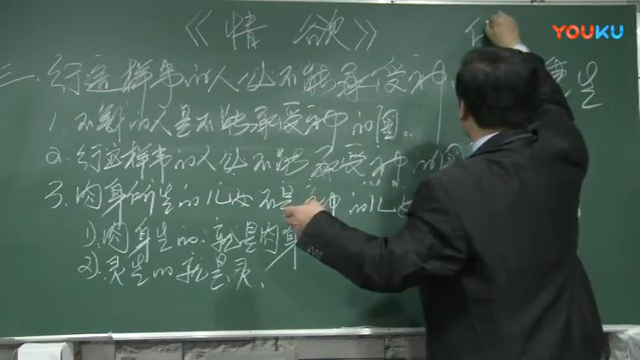 《情 欲》
YOUKU
三.行这样事的人必不能承受神 重生
1.不义的人是不能承受神的国。
2.行这样事的人必不能承受神的国
3.肉身所生的儿女不是神的儿女
1).肉身生的.就是肉身
2).灵生的就是灵.